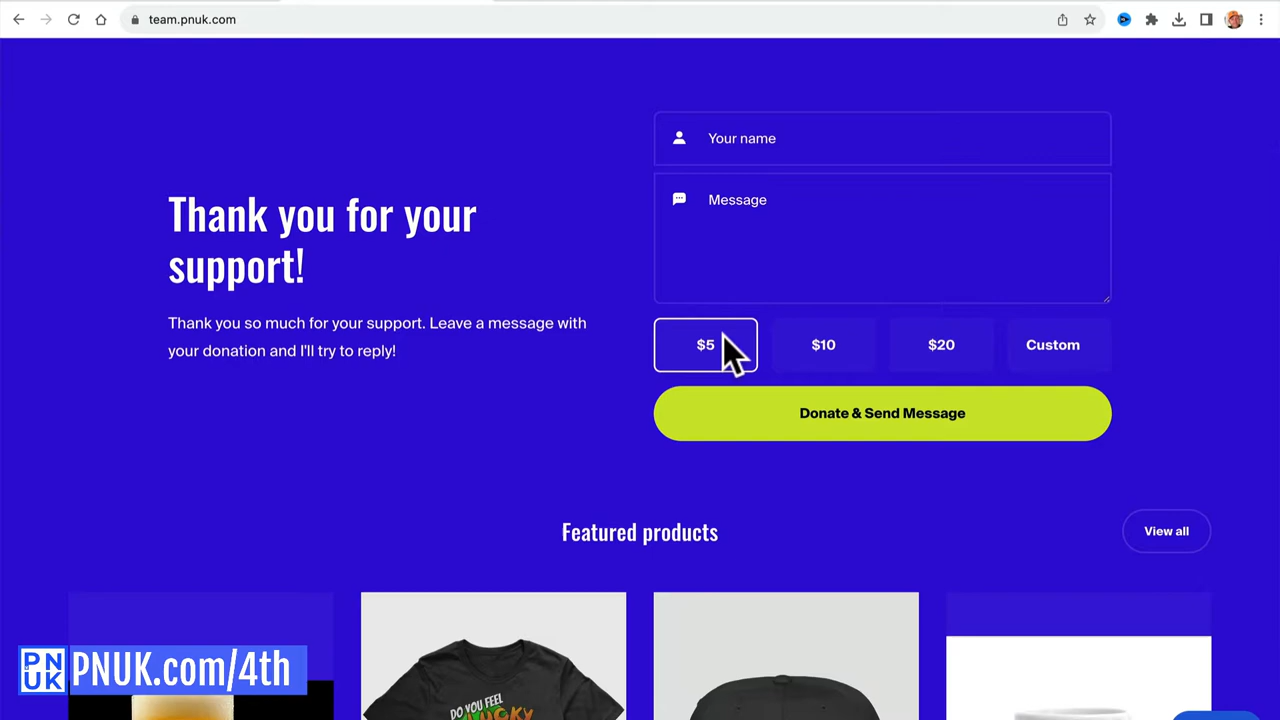 team.pnuk.com
Your name
Message
Thank you for your
support!
Thank you so much for your support. Leave a message with
your donation and I'll try to reply!
$5
$10
$20
Custom
Donate & Send Message
Featured products
View all
DO YOU FEEL
PN
UK
PNUK.com/4th